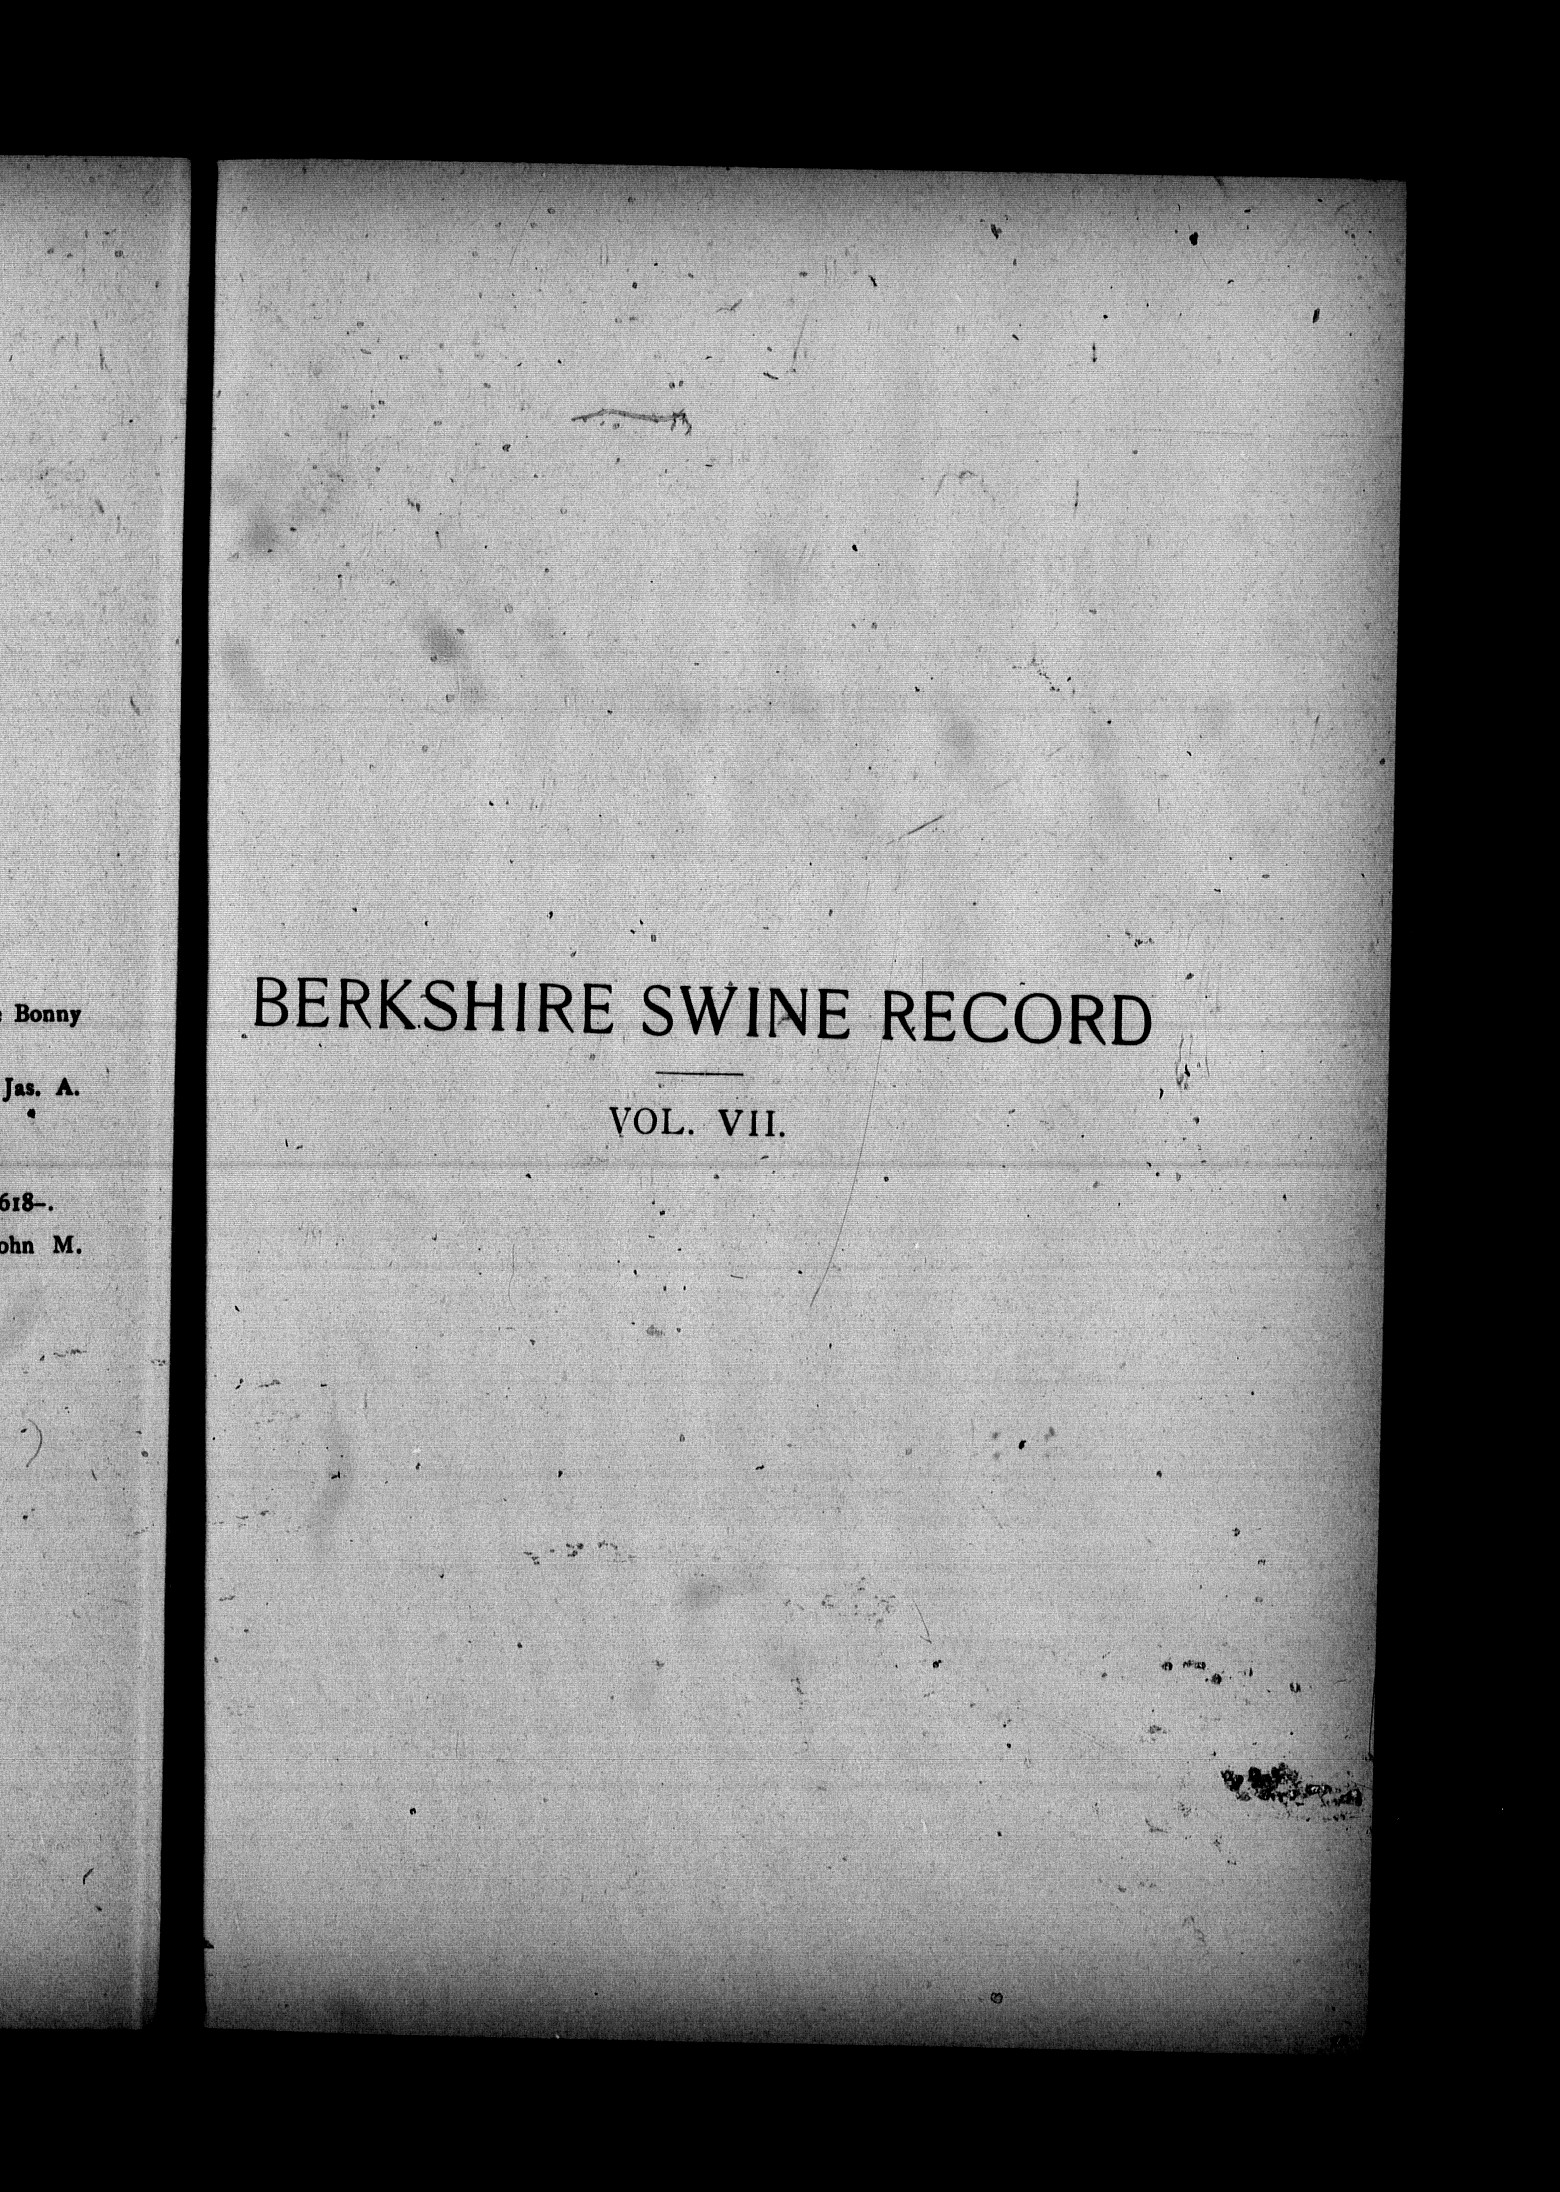 Bonny
Jas. A.
618–.
ohn M.
BERKSHIRE SWINE RECORD
VOL. VII.